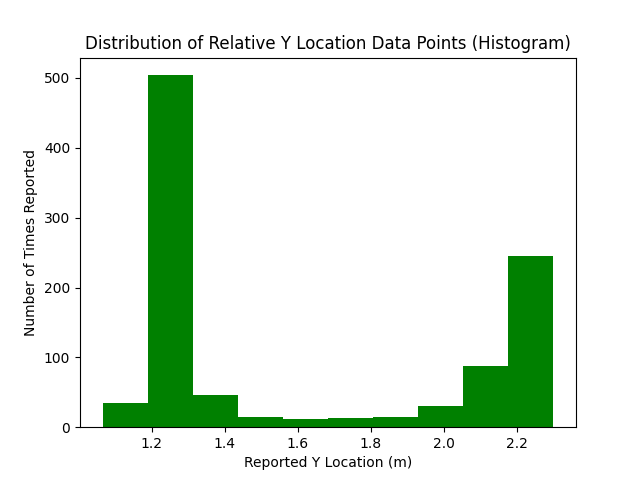 Distribution of Relative Y Location Data Points (Histogram)
Number of Times Reported
500
400
300
200
100
0
1.2 1.4 1.6 1.8 2.0 2.2
Reported Y Location (m)